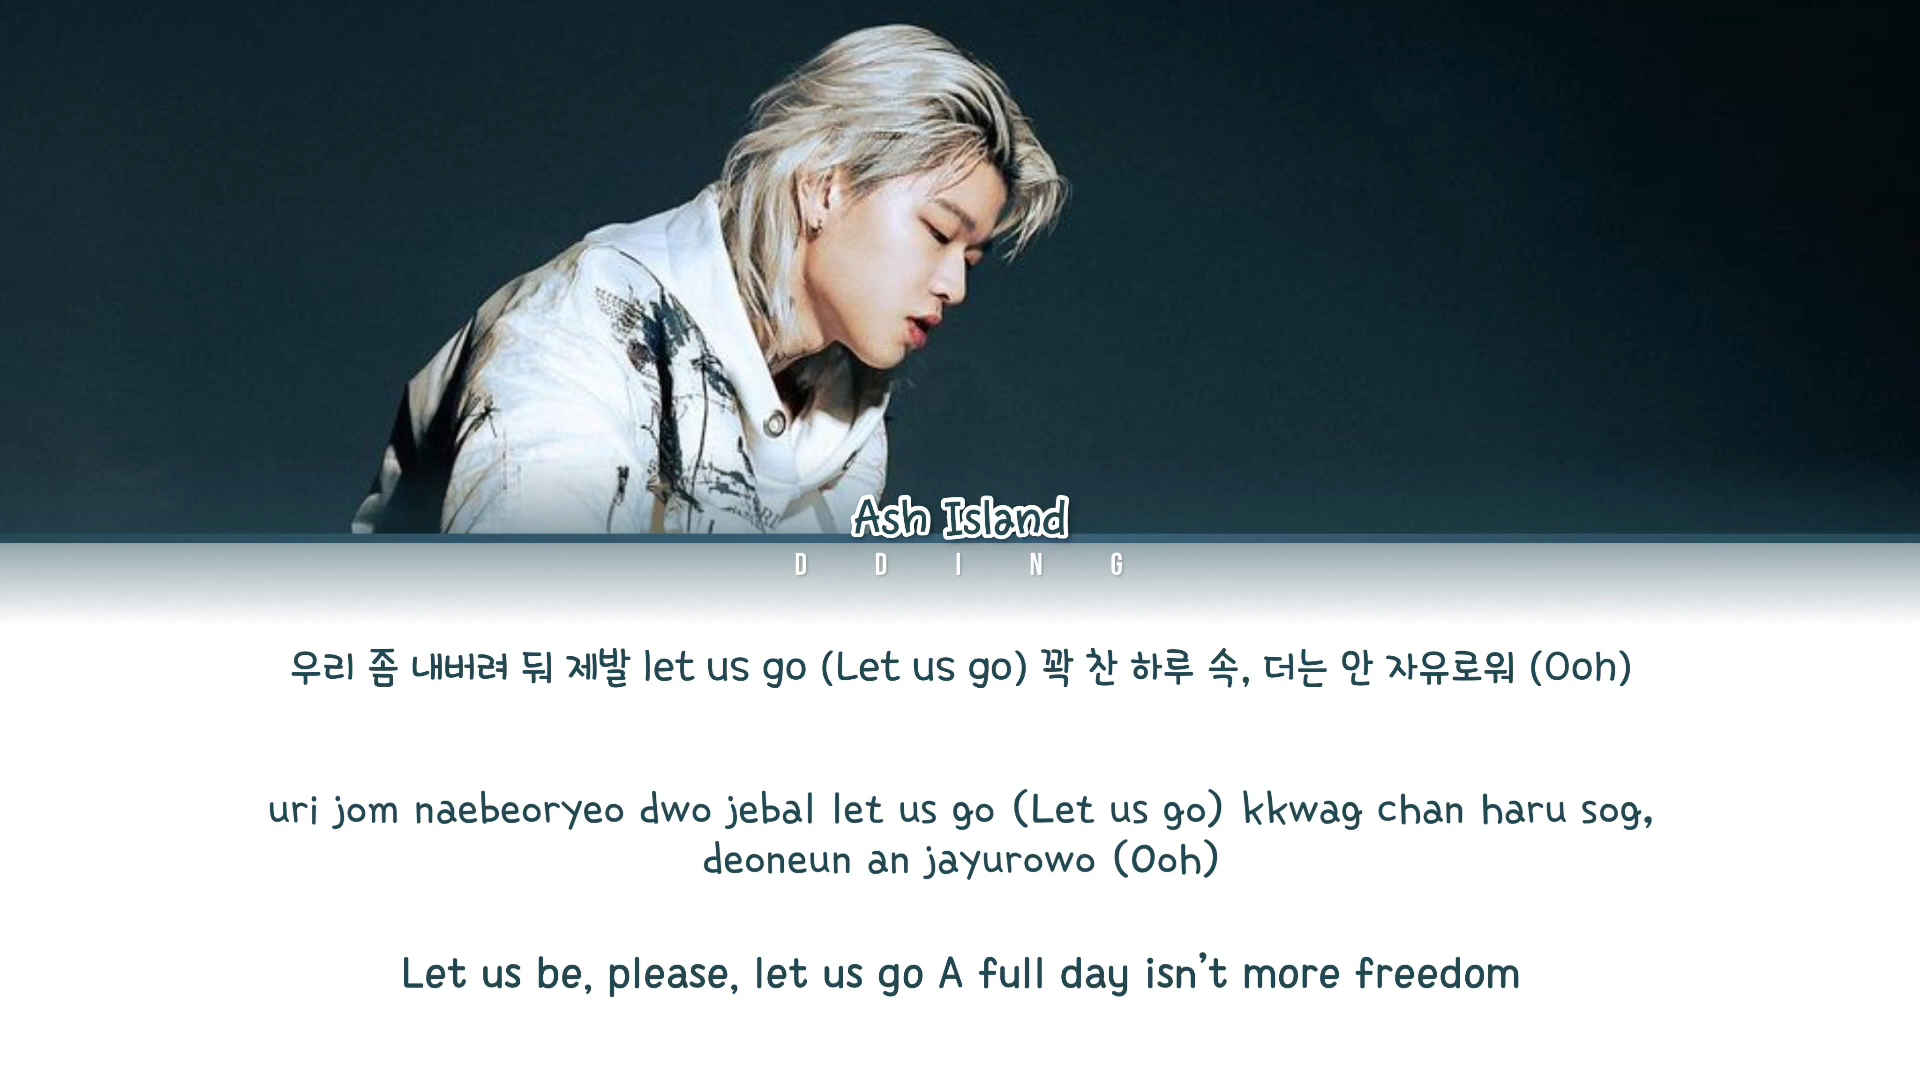 Ash Island
DDING
우리 좀 내버려 둬 제발 let us go (Let us go) 꽉 찬 하루 속, 더는 안 자유로워 (Ooh)
uri jom naebeoryeo dwo jebal let us go (Let us go) kkwag chan haru sog,
deoneun an jayurowo (Ooh)
Let us be, please, let us go A full day isn't more freedom